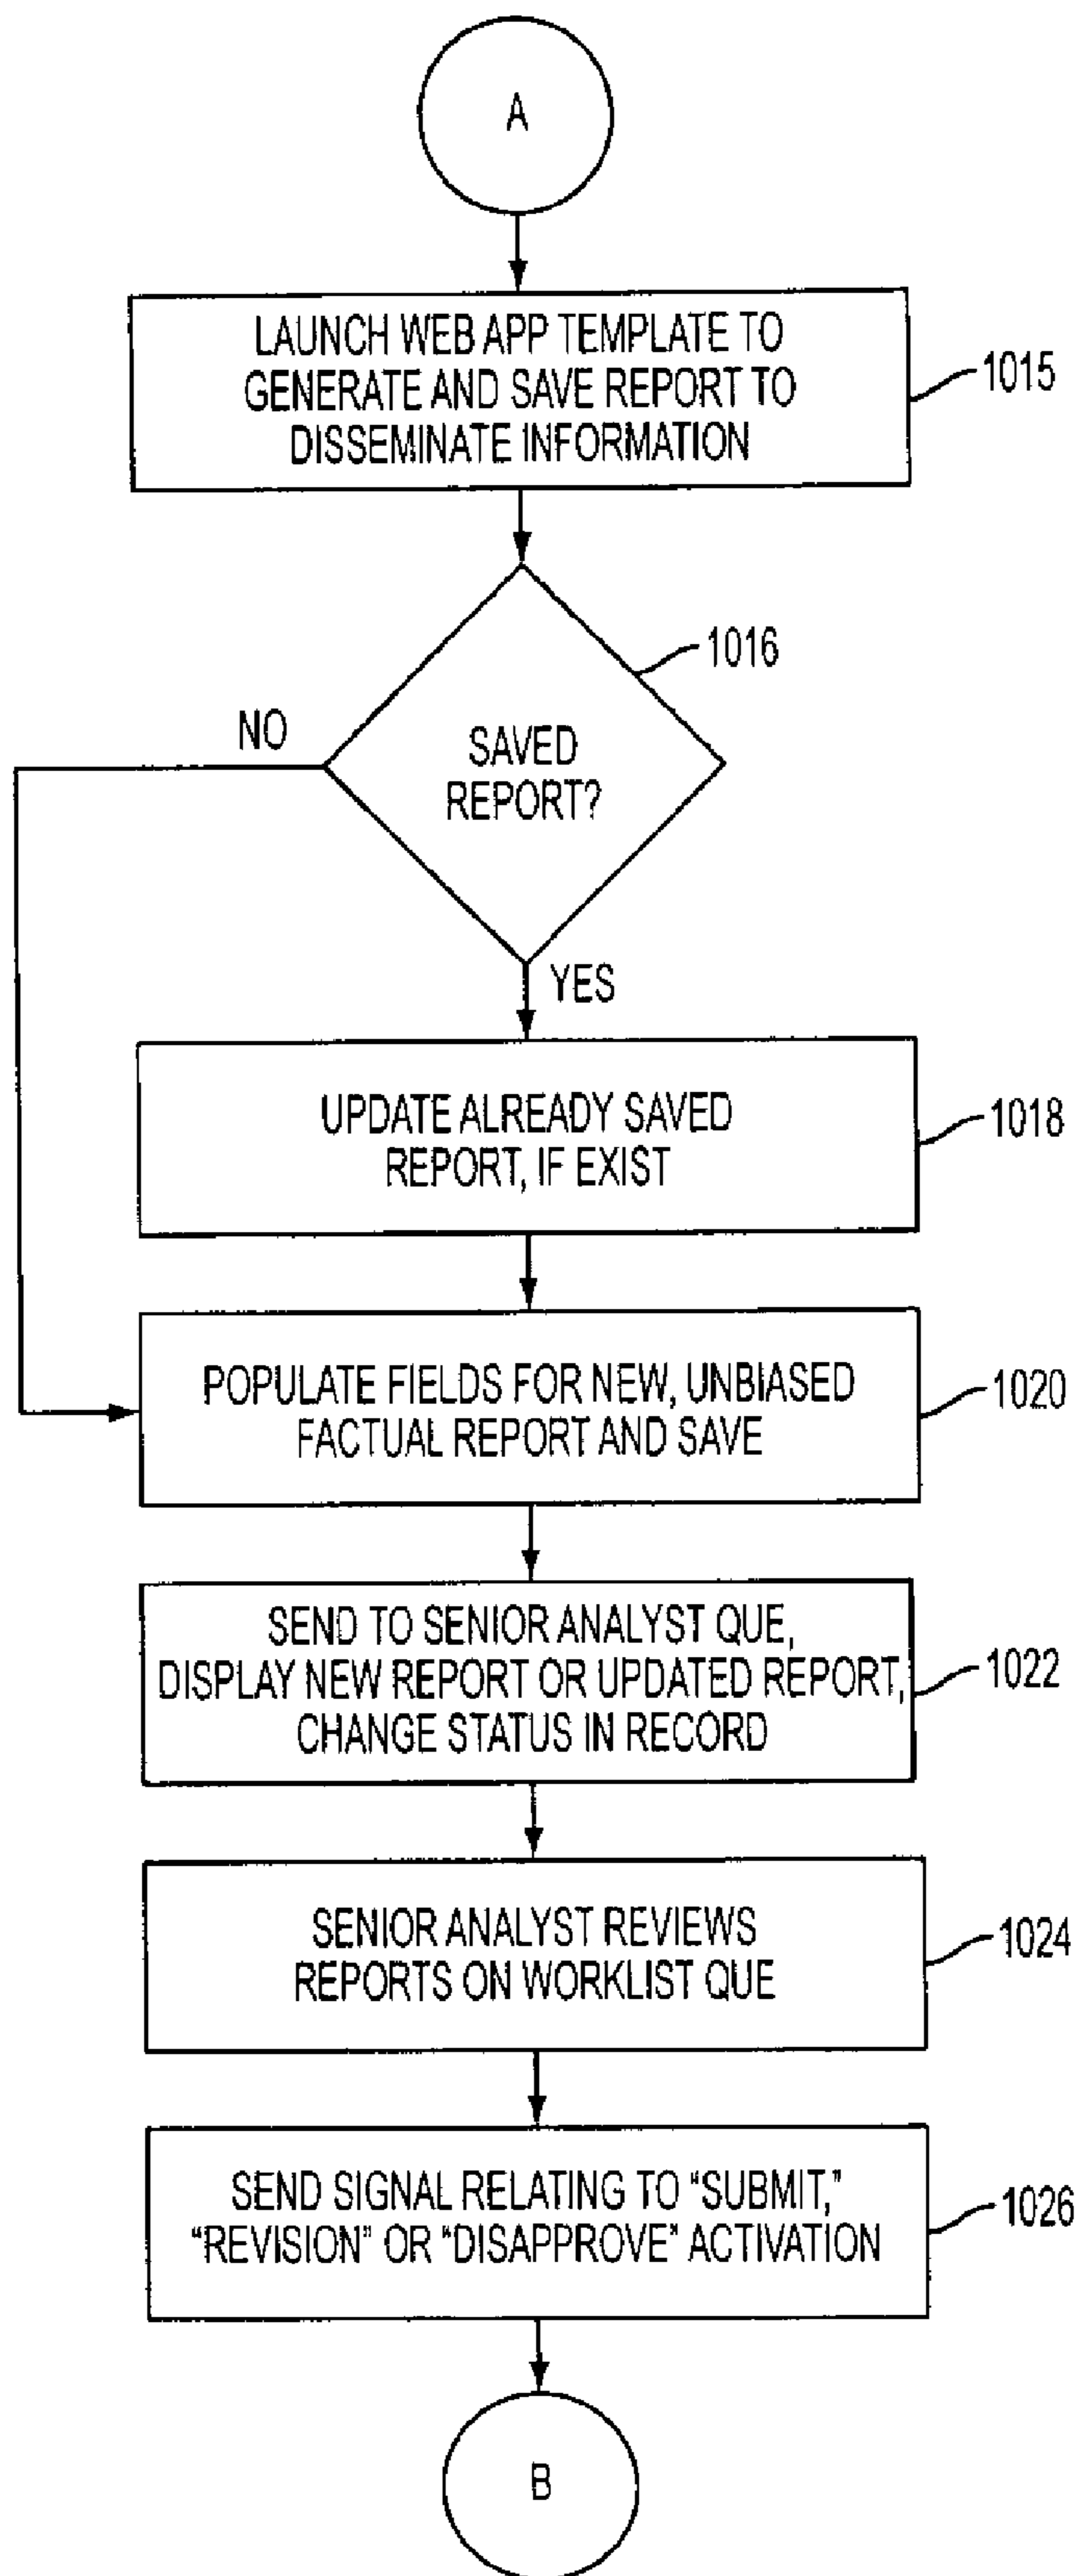 A
LAUNCH WEB APP TEMPLATE TO
GENERATE AND SAVE REPORT TO
DISSEMINATE INFORMATION
1015
1016
NO
SAVED
REPORT?
YES
UPDATE ALREADY SAVED
REPORT, IF EXIST
1018
POPULATE FIELDS FOR NEW, UNBIASED
FACTUAL REPORT AND SAVE
1020
SEND TO SENIOR ANALYST QUE,
DISPLAY NEW REPORT OR UPDATED REPORT,
CHANGE STATUS IN RECORD
1022
SENIOR ANALYST REVIEWS
REPORTS ON WORKLIST QUE
1024
SEND SIGNAL RELATING TO "SUBMIT,"
"REVISION" OR "DISAPPROVE" ACTIVATION
1026
B